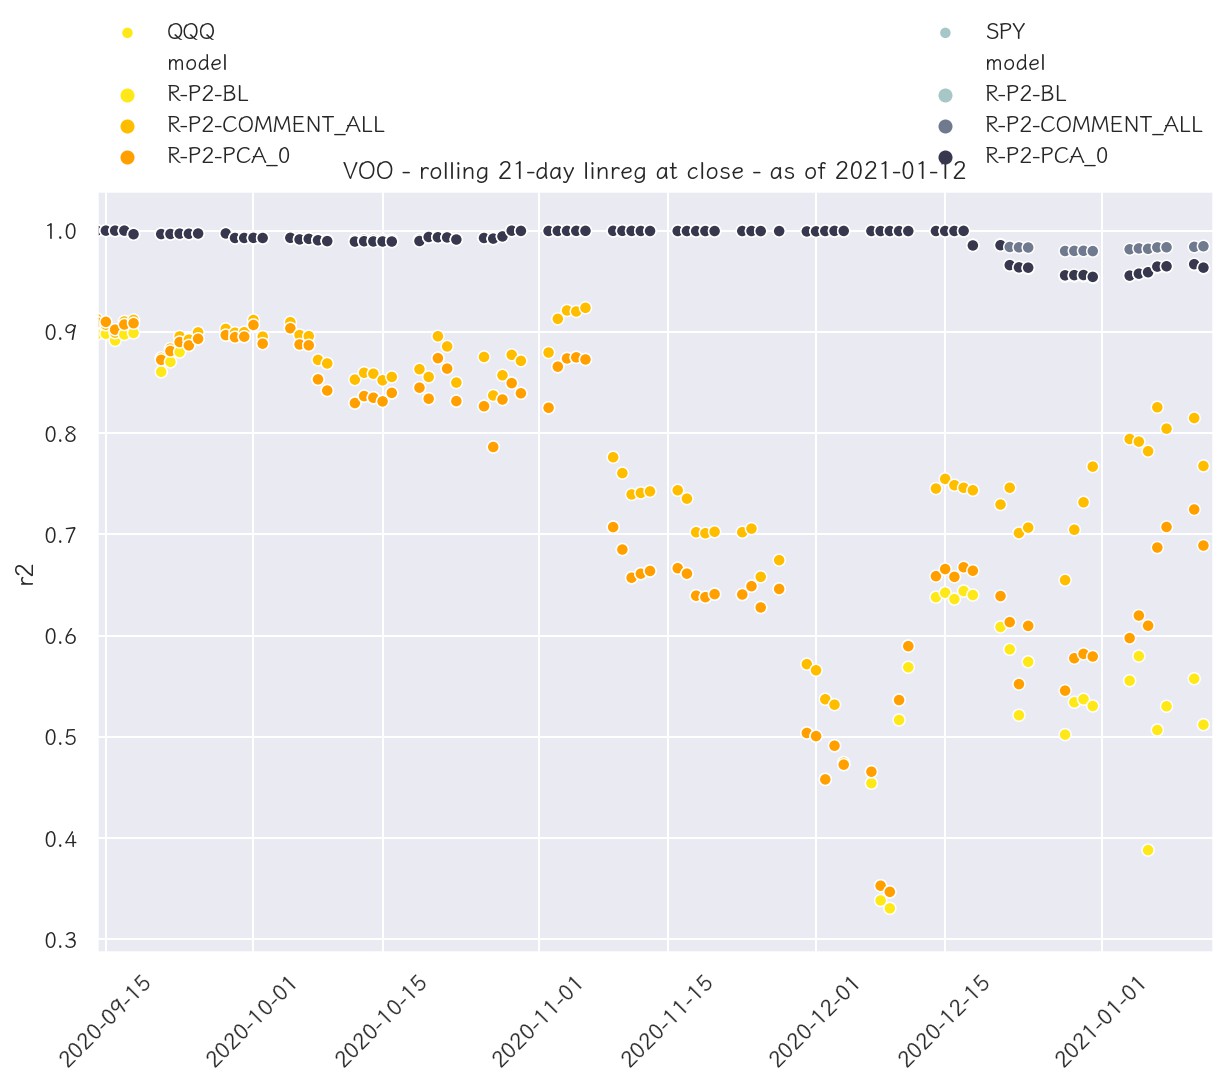 QQQ
model
R-P2-BL
R-P2-COMMENT_ALL
R-P2-PCA_0
SPY
model
R-P2-BL
R-P2-COMMENT_ALL
R-P2-PCA_0
VOO - rolling 21-day linreg at close - as of 2021-01-12
r2
1.0
0.9
0.8
0.7
0.6
0.5
0.4
0.3
2020-09-15
2020-10-01
2020-10-15
2020-11-01
2020-11-15
2020-12-01
2020-12-15
2021-01-01